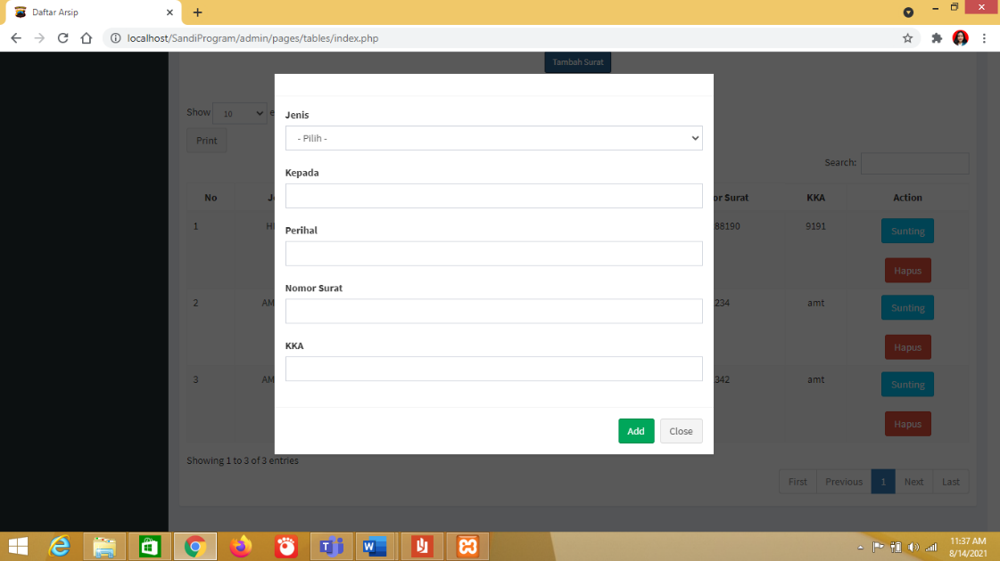 Daftar Arsip
localhost/SandiProgram/admin/pages/tables/index.php
Tambah Surat
Show 10 e
Print
Search:
No J or Surat KKA Action
1 HI 88190 9191 Sunting
Hapus
2 AM 234 amt Sunting
Hapus
3 AM 342 amt Sunting
Hapus
Showing 1 to 3 of 3 entries
First Previous 1 Next Last
Jenis
- Pilih -
Kepada
Perihal
Nomor Surat
KKA
Add Close
11:37 AM
8/14/2021